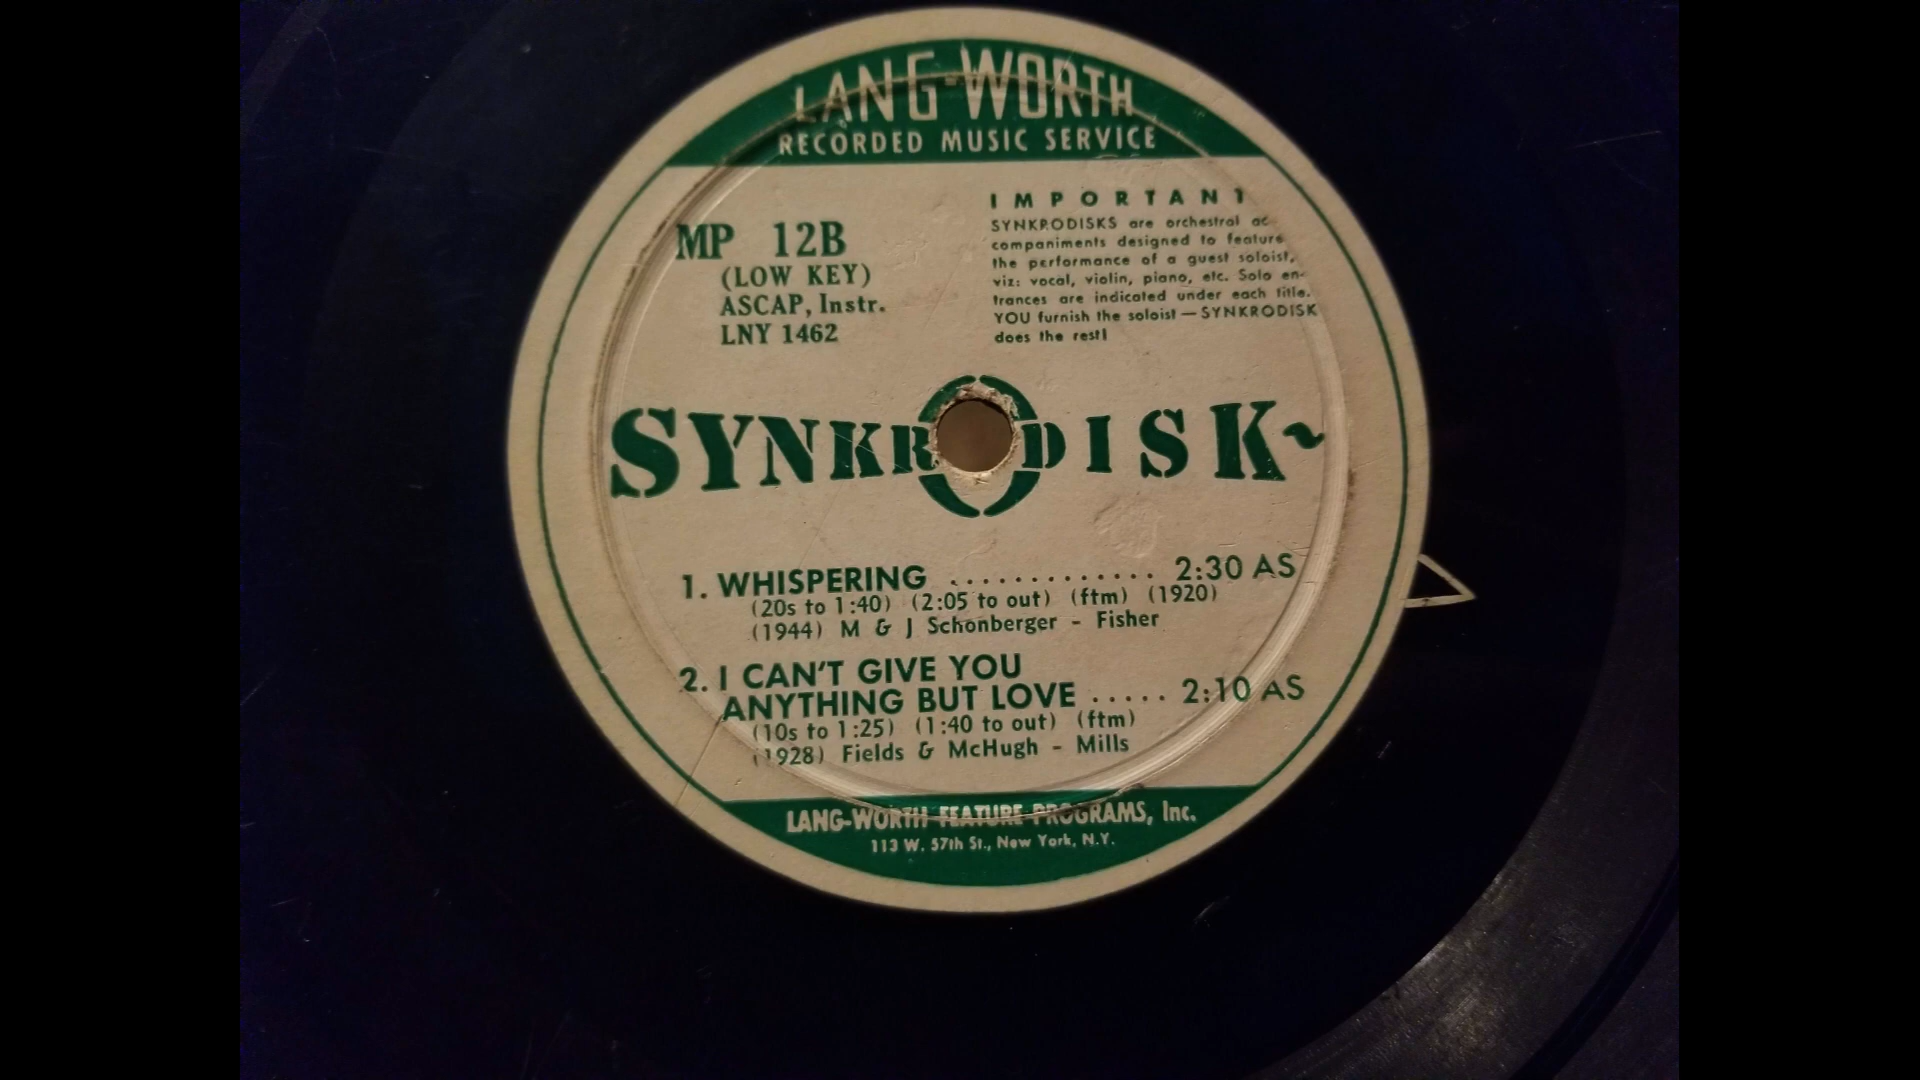 LANG-WORTH
RECORDED MUSIC SERVICE
MP 12B
(LOW KEY)
ASCAP, Instr.
LNY 1462
IMPORTANT
SYNKRODISKS are orchestral ac-
companiments designed to feature
the performance of a guest soloist,
viz: vocal, violin, piano, etc. Solo en-
trances are indicated under each title.
YOU furnish the soloist — SYNKRODISK
does the rest!
SYNKRODISK~
1. WHISPERING ............. 2:30 AS
(20s to 1:40) (2:05 to out) (ftm) (1920)
(1944) M & J Schonberger - Fisher
2. I CAN'T GIVE YOU
ANYTHING BUT LOVE ..... 2:10 AS
(10s to 1:25) (1:40 to out) (ftm)
(1928) Fields & McHugh - Mills
LANG-WORTH FEATURE PROGRAMS, Inc.
113 W. 57th St., New York, N.Y.